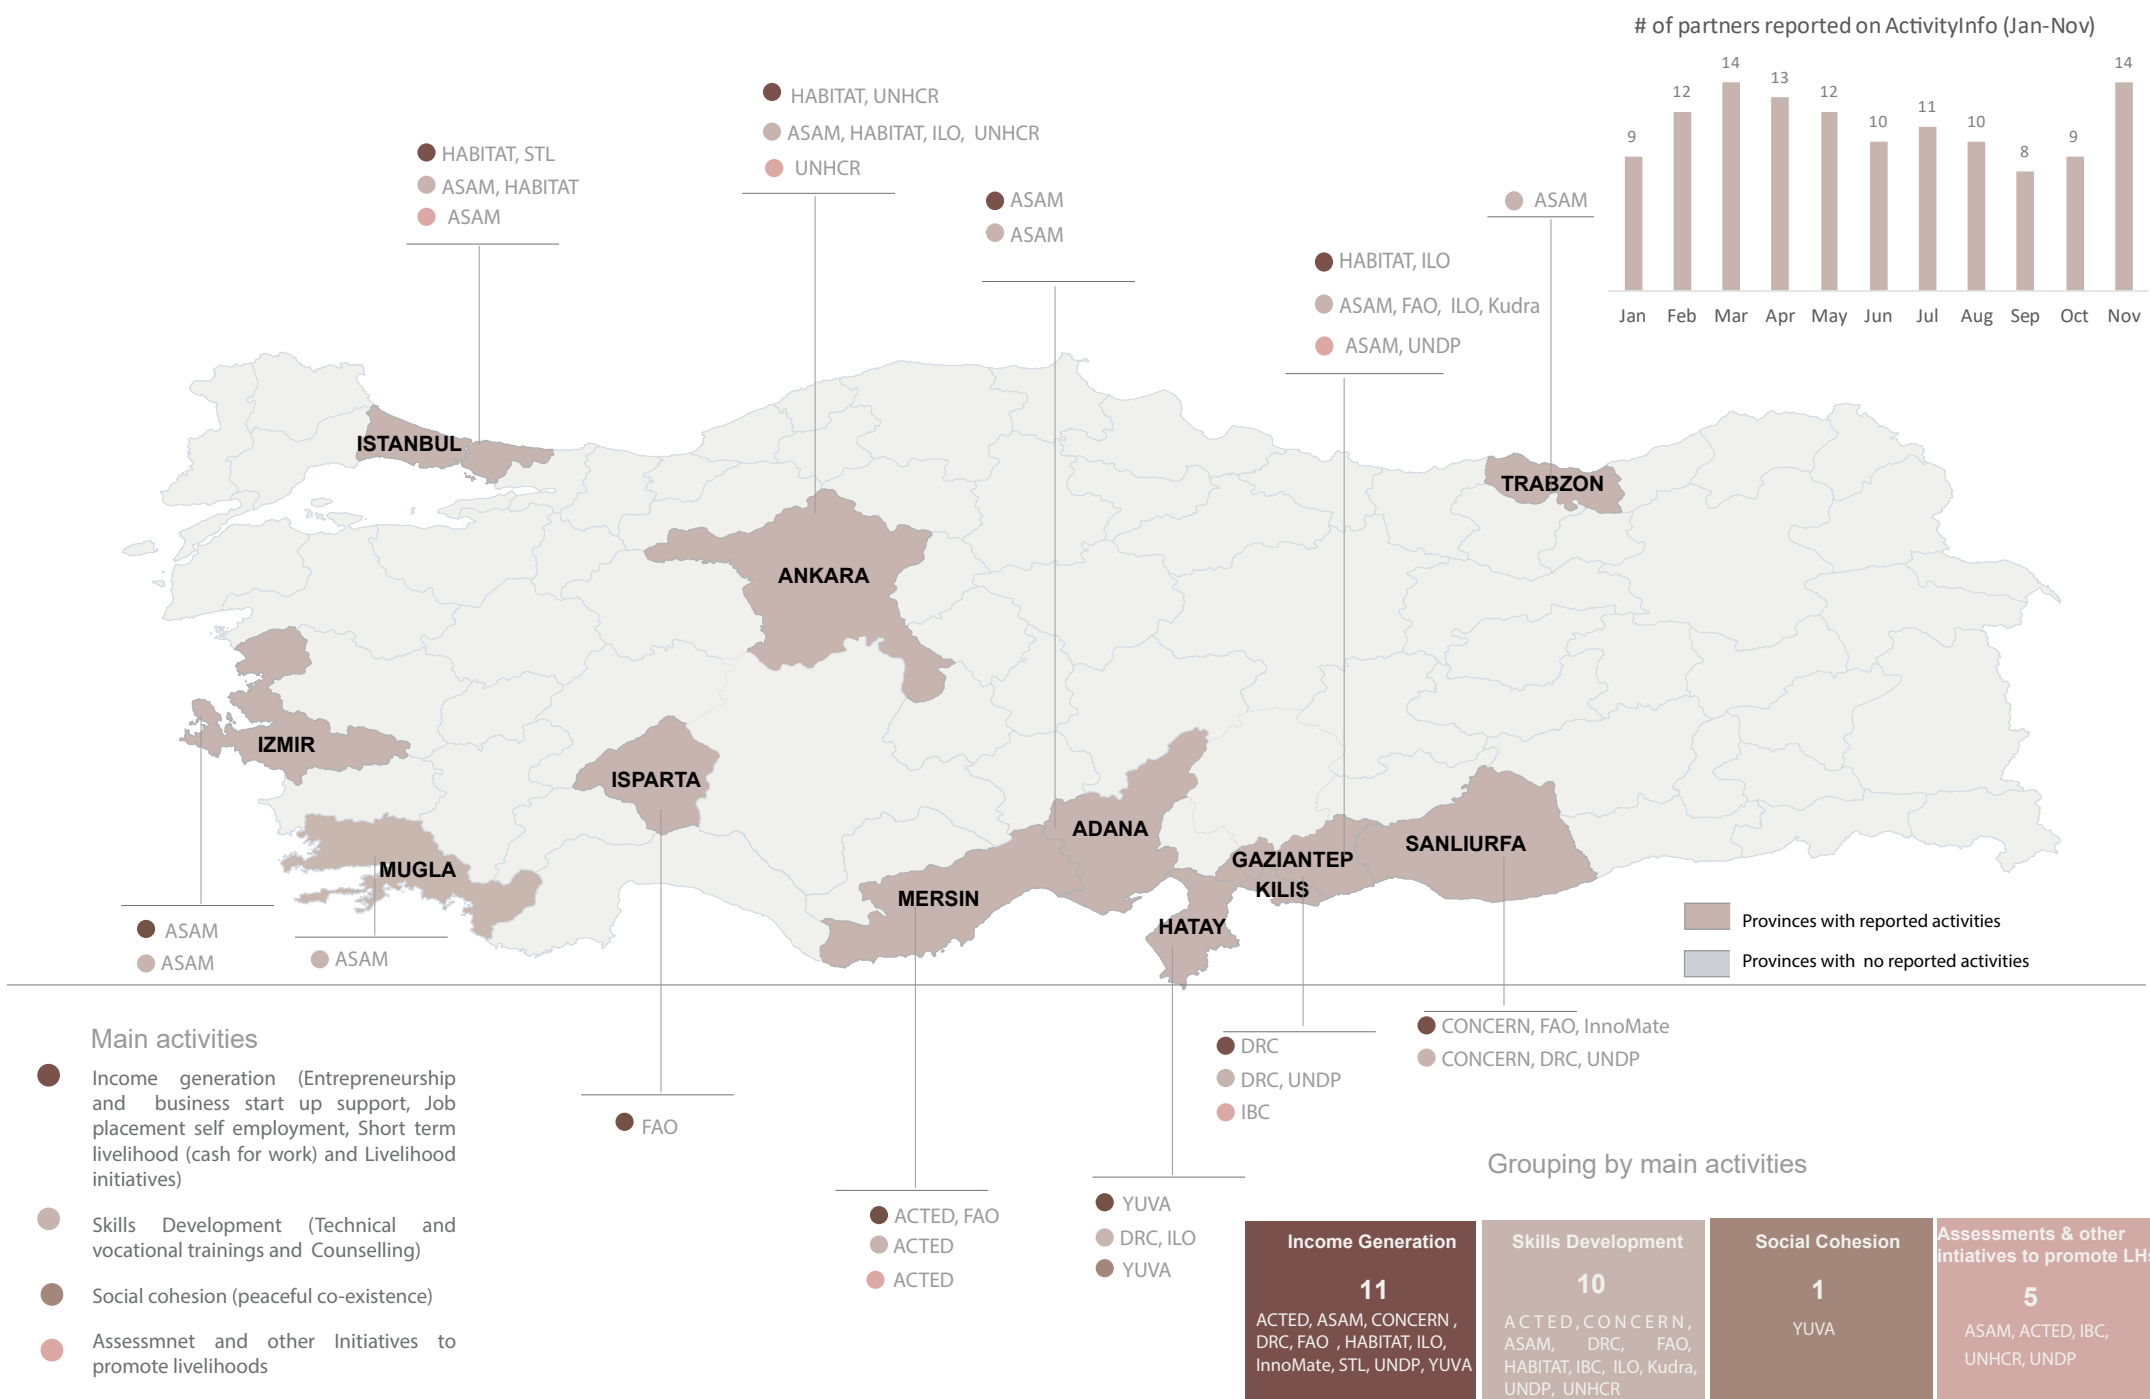 # of partners reported on ActivityInfo (Jan-Nov)
9
12
14
13
12
10
11
10
8
9
14
Jan Feb Mar Apr May Jun Jul Aug Sep Oct Nov
HABITAT, STL
ASAM, HABITAT
ASAM
HABITAT, UNHCR
ASAM, HABITAT, ILO, UNHCR
UNHCR
ASAM
ASAM
HABITAT, ILO
ASAM, FAO, ILO, Kudra
ASAM, UNDP
ASAM
ISTANBUL
TRABZON
ANKARA
IZMIR
ISPARTA
MUGLA
MERSIN
ADANA
GAZIANTEP
KILIS
HATAY
SANLIURFA
Provinces with reported activities
Provinces with no reported activities
ASAM
ASAM
ASAM
FAO
ACTED, FAO
ACTED
ACTED
YUVA
DRC, ILO
YUVA
DRC
DRC, UNDP
IBC
CONCERN, FAO, InnoMate
CONCERN, DRC, UNDP
Main activities
Income generation (Entrepreneurship
and business start up support, Job
placement self employment, Short term
livelihood (cash for work) and Livelihood
initiatives)
Skills Development (Technical and
vocational trainings and Counselling)
Social cohesion (peaceful co-existence)
Assessmnet and other Initiatives to
promote livelihoods
Grouping by main activities
Income Generation
11
ACTED, ASAM, CONCERN ,
DRC, FAO , HABITAT, ILO,
InnoMate, STL, UNDP, YUVA
Skills Development
10
ACTED, CONCERN,
ASAM, DRC, FAO,
HABITAT, IBC, ILO, Kudra,
UNDP, UNHCR
Social Cohesion
1
YUVA
Assessments & other
intiatives to promote LHs
5
ASAM, ACTED, IBC,
UNHCR, UNDP